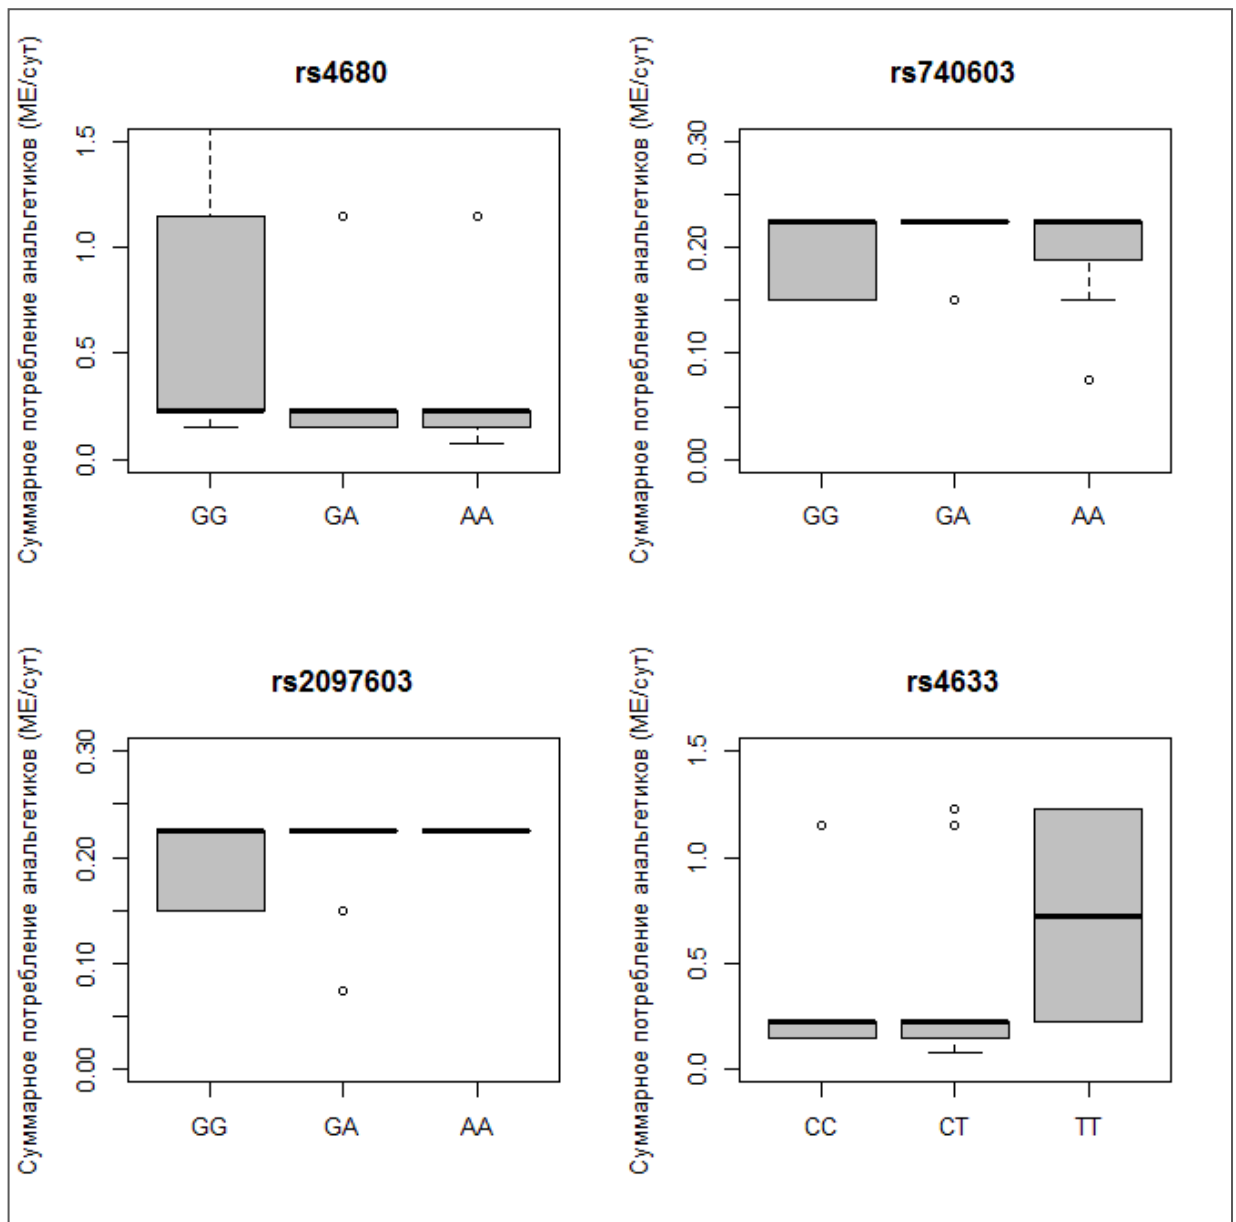 rs4680
Суммарное потребление анальгетиков (МЕ/сут)
1.5
1.0
0.5
0.0
GG GA AA
rs740603
Суммарное потребление анальгетиков (МЕ/сут)
0.30
0.20
0.10
0.00
GG GA AA
rs2097603
Суммарное потребление анальгетиков (МЕ/сут)
0.30
0.20
0.10
0.00
GG GA AA
rs4633
Суммарное потребление анальгетиков (МЕ/сут)
1.5
1.0
0.5
0.0
CC CT TT